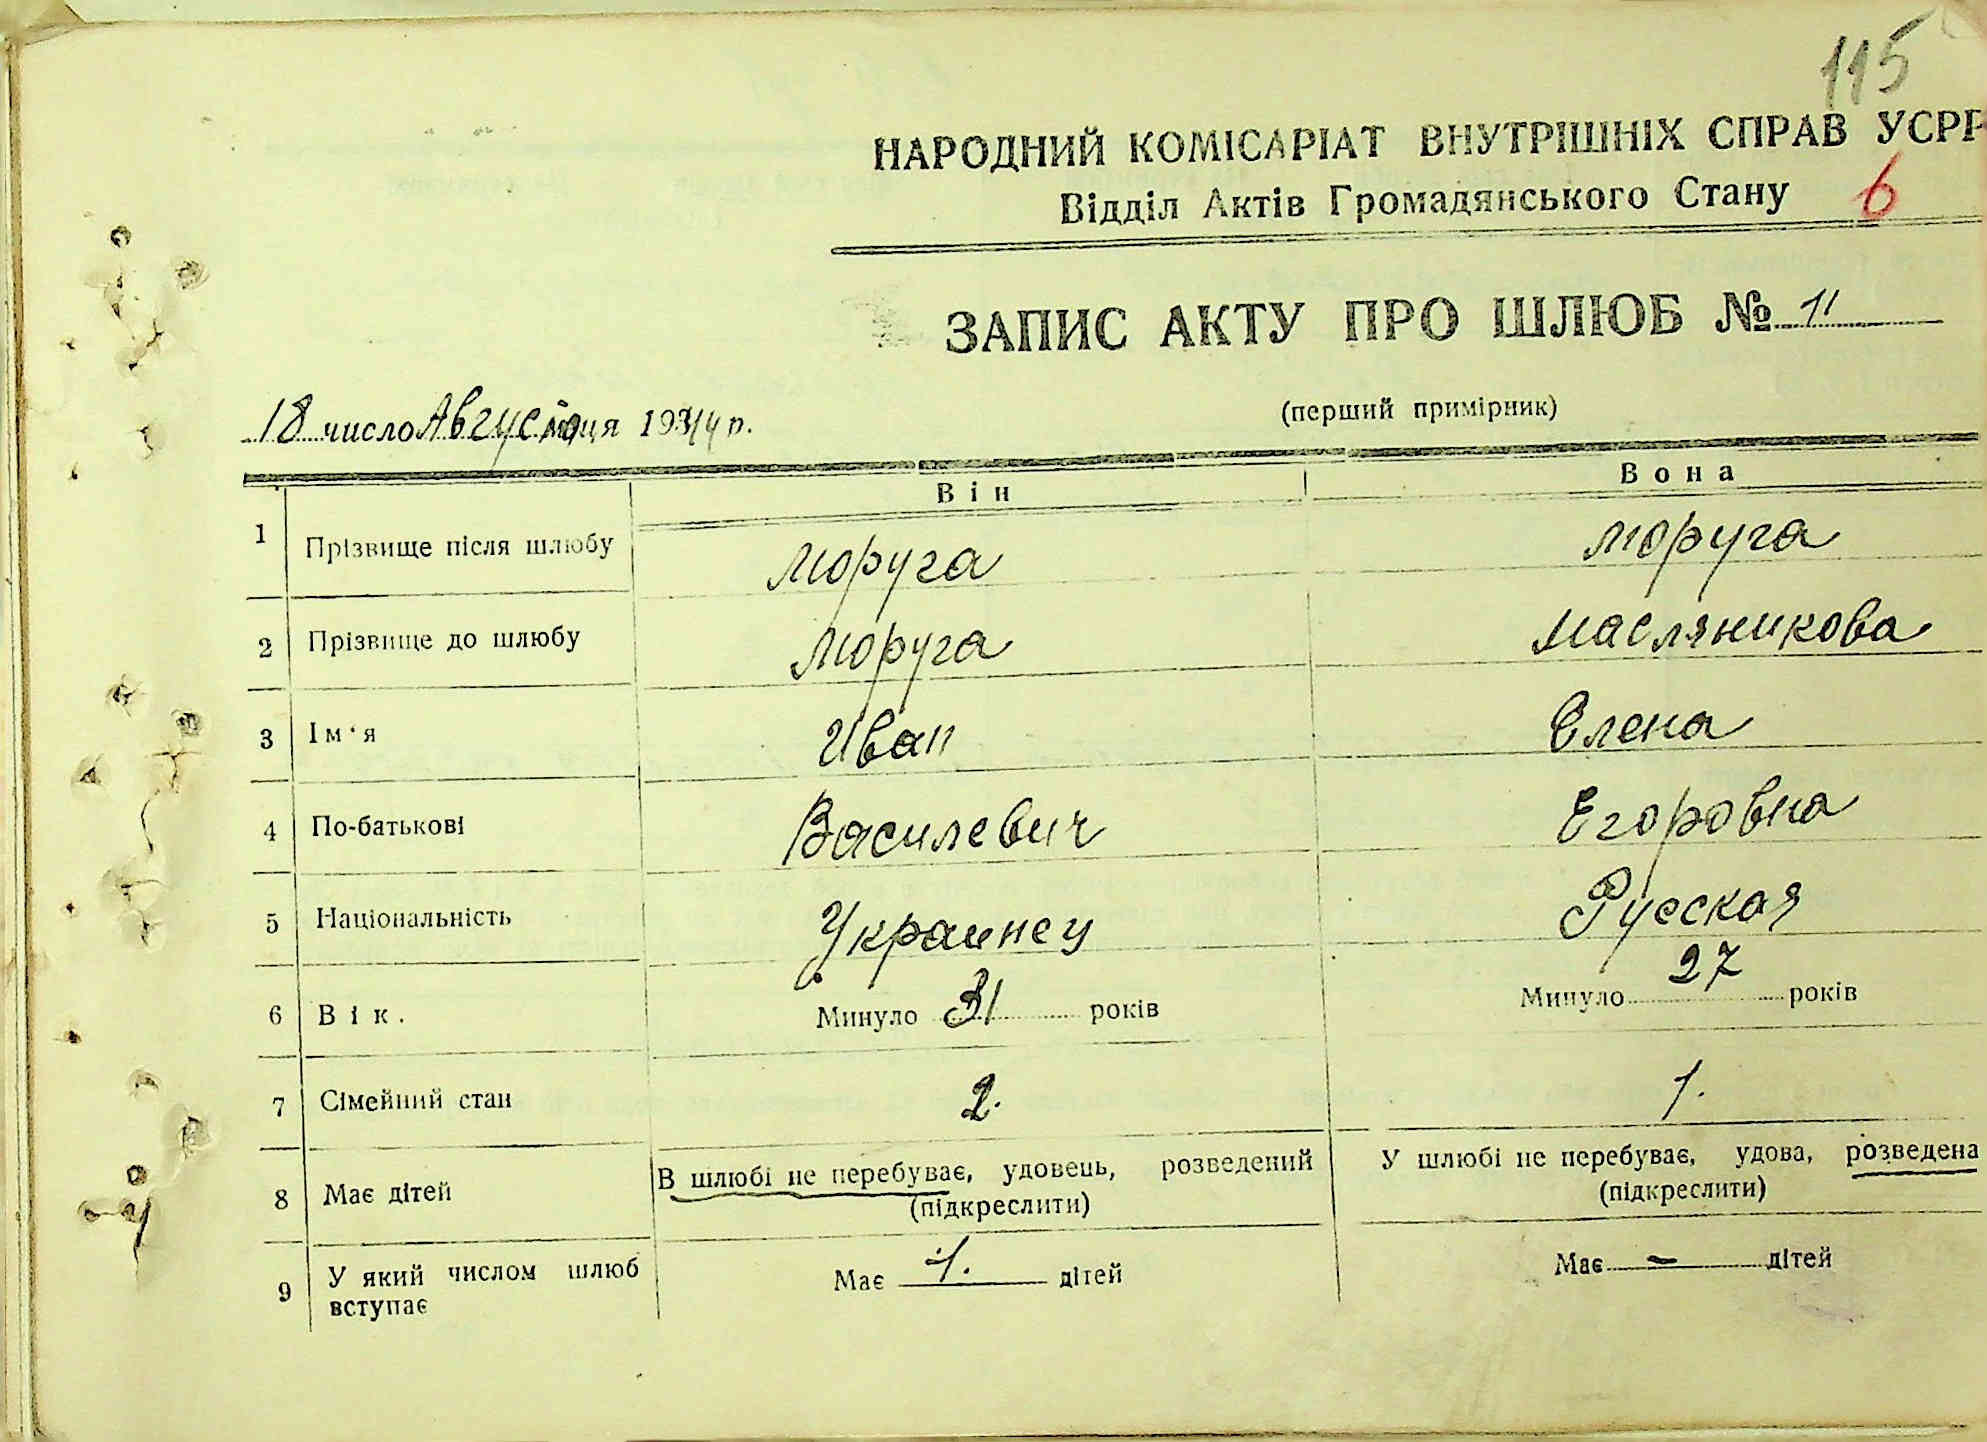 115
НАРОДНИЙ КОМІСАРІАТ ВНУТРІШНІХ СПРАВ УСРР
Відділ Актів Громадянського Стану 6
ЗАПИС АКТУ ПРО ШЛЮБ № 11
(перший примірник)
18 число Августа місяця 1944 р.
Він Вона
1 Прізвище після шлюбу Моруга Моруга
2 Прізвище до шлюбу Моруга Масляникова
3 Ім'я Иван Елена
4 По-батькові Василевич Егоровна
5 Національність Украинец Русская
6 Вік. Минуло 31 років Минуло 27 років
7 Сімейний стан 2. 1.
8 Має дітей В шлюбі не перебуває, удовець, розведений У шлюбі не перебуває, удова, розведена
(підкреслити) (підкреслити)
9 У який числом шлюб вступає Має 1. дітей Має — дітей